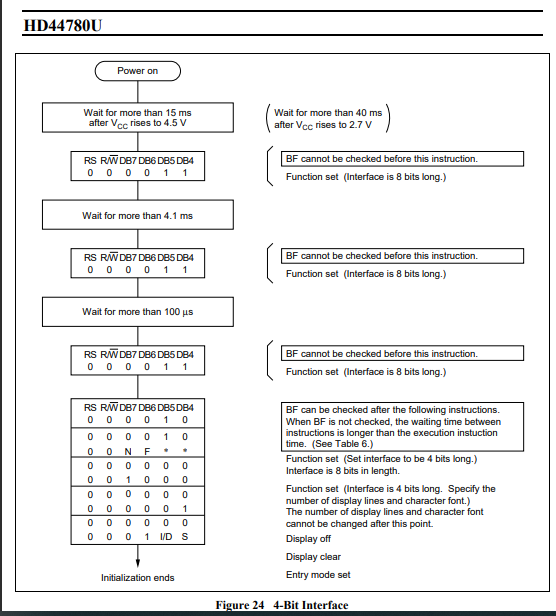 HD44780U
Power on
Wait for more than 15 ms
after VCC rises to 4.5 V
Wait for more than 40 ms
after VCC rises to 2.7 V
RS R/W DB7 DB6 DB5 DB4
0 0 0 0 1 1
BF cannot be checked before this instruction.
Function set (Interface is 8 bits long.)
Wait for more than 4.1 ms
RS R/W DB7 DB6 DB5 DB4
0 0 0 0 1 1
BF cannot be checked before this instruction.
Function set (Interface is 8 bits long.)
Wait for more than 100 µs
RS R/W DB7 DB6 DB5 DB4
0 0 0 0 1 1
BF cannot be checked before this instruction.
Function set (Interface is 8 bits long.)
RS R/W DB7 DB6 DB5 DB4
0 0 0 0 1 0
0 0 0 0 1 0
0 0 N F * *
0 0 0 0 0 0
0 0 1 0 0 0
0 0 0 0 0 0
0 0 0 0 0 1
0 0 0 0 0 0
0 0 0 1 I/D S
BF can be checked after the following instructions.
When BF is not checked, the waiting time between
instructions is longer than the execution instuction
time. (See Table 6.)
Function set (Set interface to be 4 bits long.)
Interface is 8 bits in length.
Function set (Interface is 4 bits long. Specify the
number of display lines and character font.)
The number of display lines and character font
cannot be changed after this point.
Display off
Display clear
Entry mode set
Initialization ends
Figure 24 4-Bit Interface